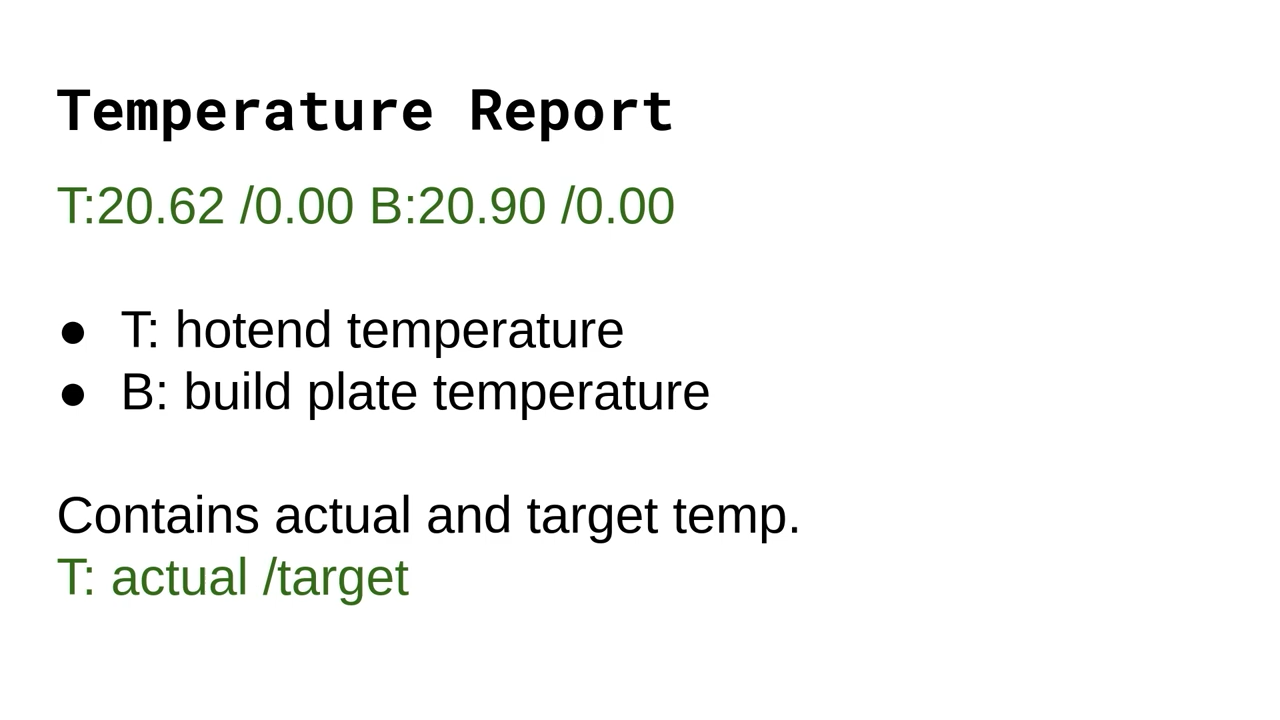 Temperature Report
T:20.62 /0.00 B:20.90 /0.00
● T: hotend temperature
● B: build plate temperature
Contains actual and target temp.
T: actual /target